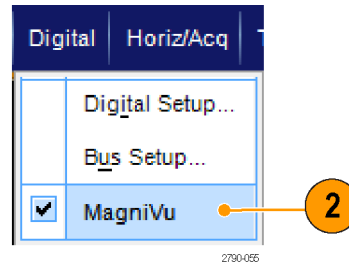 Digital Horiz/Acq
Digital Setup...
Bus Setup...
MagniVu
2
2790-055